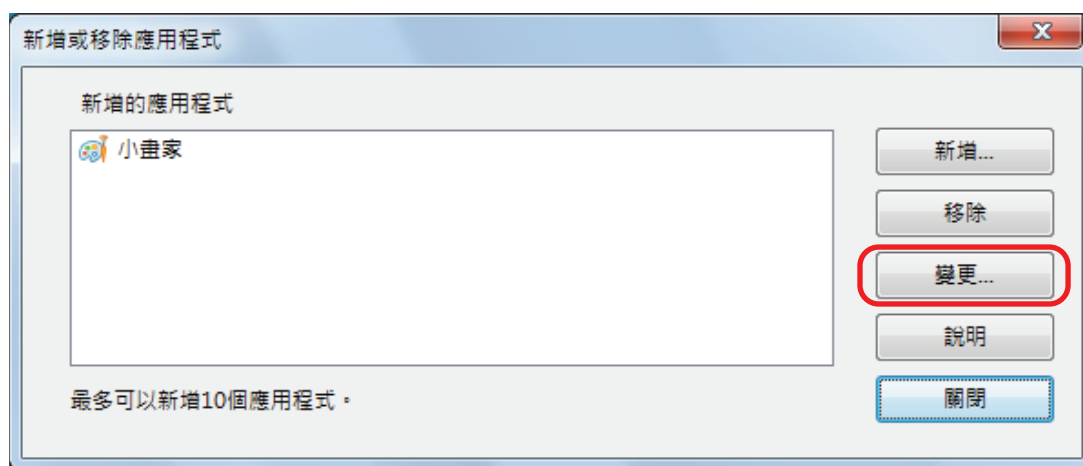 新增或移除應用程式
新增的應用程式
小畫家
新增...
移除
變更...
說明
關閉
最多可以新增10個應用程式。